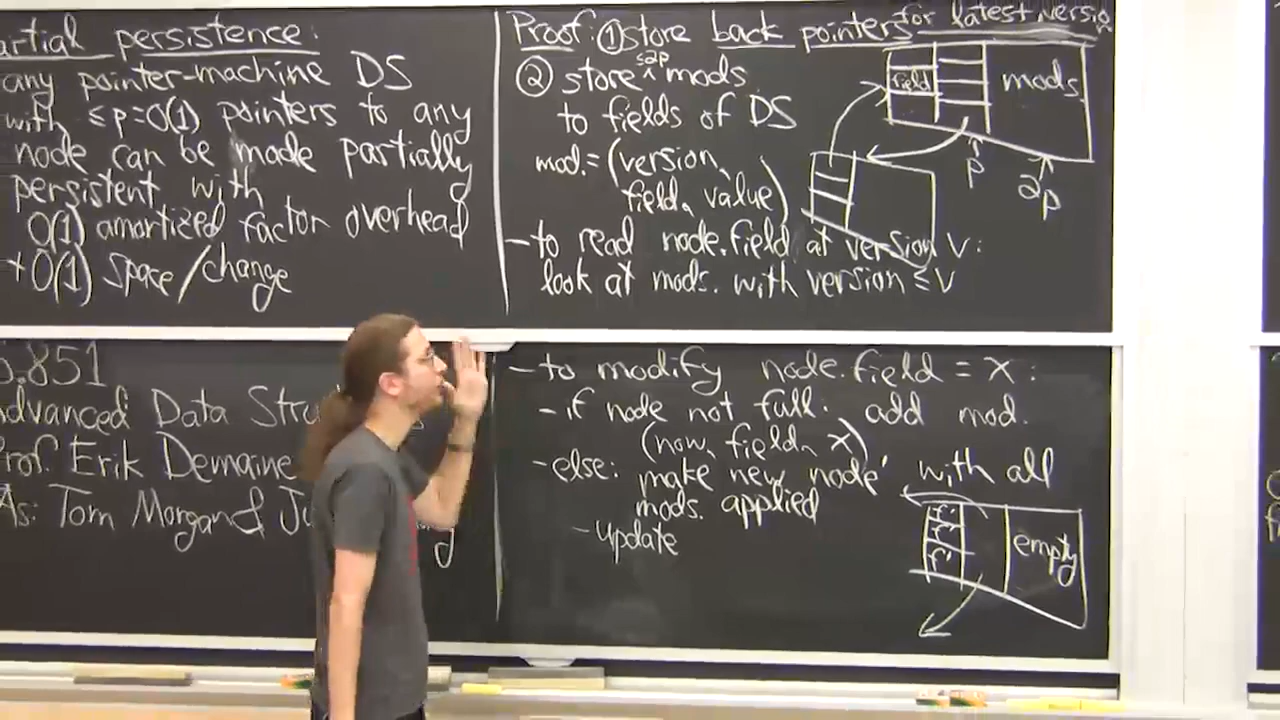 artial persistence:
any pointer-machine DS
with ≤p=O(1) pointers to any
node can be made partially
persistent with
O(1) amortized factor overhead
+ O(1) space/change
Proof: ① store back pointers for latest versio
② store ≤2p mods
to fields of DS
mod.=(version,
field, value)
- to read node.field at version V:
look at mods. with version ≤ V
field
mods.
p
2p
6.851
Advanced Data Stru
Prof. Erik Demaine
As: Tom Morgan &
- to modify node.field = x:
- if node not full: add mod.
(now, field, x)
- else: make new node' with all
mods. applied
- update
empty